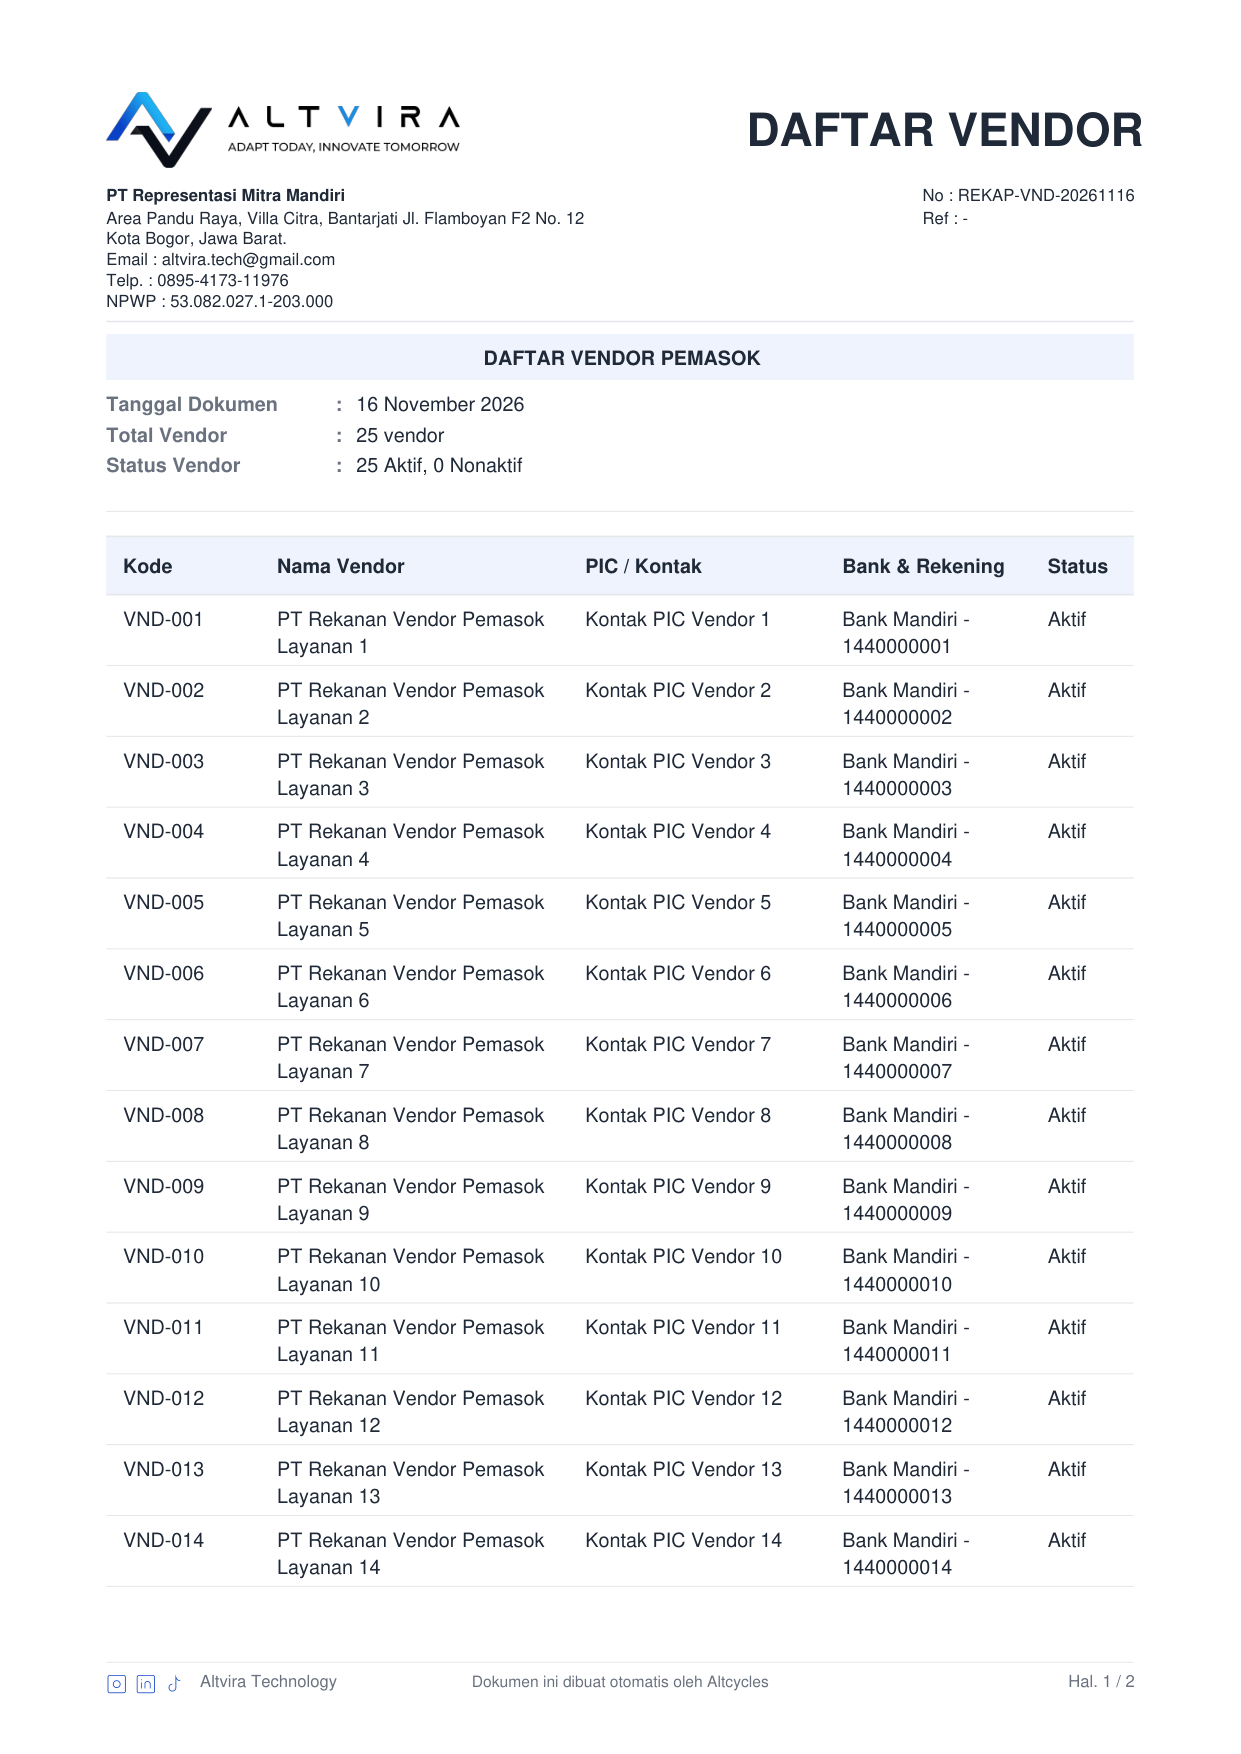 ALTVIRA
ADAPT TODAY, INNOVATE TOMORROW
DAFTAR VENDOR
PT Representasi Mitra Mandiri
Area Pandu Raya, Villa Citra, Bantarjati Jl. Flamboyan F2 No. 12
Kota Bogor, Jawa Barat.
Email : altvira.tech@gmail.com
Telp. : 0895-4173-11976
NPWP : 53.082.027.1-203.000
No : REKAP-VND-20261116
Ref : -
DAFTAR VENDOR PEMASOK
Tanggal Dokumen : 16 November 2026
Total Vendor : 25 vendor
Status Vendor : 25 Aktif, 0 Nonaktif
Kode Nama Vendor PIC / Kontak Bank & Rekening Status
VND-001 PT Rekanan Vendor Pemasok Kontak PIC Vendor 1 Bank Mandiri - Aktif
Layanan 1 1440000001
VND-002 PT Rekanan Vendor Pemasok Kontak PIC Vendor 2 Bank Mandiri - Aktif
Layanan 2 1440000002
VND-003 PT Rekanan Vendor Pemasok Kontak PIC Vendor 3 Bank Mandiri - Aktif
Layanan 3 1440000003
VND-004 PT Rekanan Vendor Pemasok Kontak PIC Vendor 4 Bank Mandiri - Aktif
Layanan 4 1440000004
VND-005 PT Rekanan Vendor Pemasok Kontak PIC Vendor 5 Bank Mandiri - Aktif
Layanan 5 1440000005
VND-006 PT Rekanan Vendor Pemasok Kontak PIC Vendor 6 Bank Mandiri - Aktif
Layanan 6 1440000006
VND-007 PT Rekanan Vendor Pemasok Kontak PIC Vendor 7 Bank Mandiri - Aktif
Layanan 7 1440000007
VND-008 PT Rekanan Vendor Pemasok Kontak PIC Vendor 8 Bank Mandiri - Aktif
Layanan 8 1440000008
VND-009 PT Rekanan Vendor Pemasok Kontak PIC Vendor 9 Bank Mandiri - Aktif
Layanan 9 1440000009
VND-010 PT Rekanan Vendor Pemasok Kontak PIC Vendor 10 Bank Mandiri - Aktif
Layanan 10 1440000010
VND-011 PT Rekanan Vendor Pemasok Kontak PIC Vendor 11 Bank Mandiri - Aktif
Layanan 11 1440000011
VND-012 PT Rekanan Vendor Pemasok Kontak PIC Vendor 12 Bank Mandiri - Aktif
Layanan 12 1440000012
VND-013 PT Rekanan Vendor Pemasok Kontak PIC Vendor 13 Bank Mandiri - Aktif
Layanan 13 1440000013
VND-014 PT Rekanan Vendor Pemasok Kontak PIC Vendor 14 Bank Mandiri - Aktif
Layanan 14 1440000014
Altvira Technology Dokumen ini dibuat otomatis oleh Altcycles Hal. 1 / 2